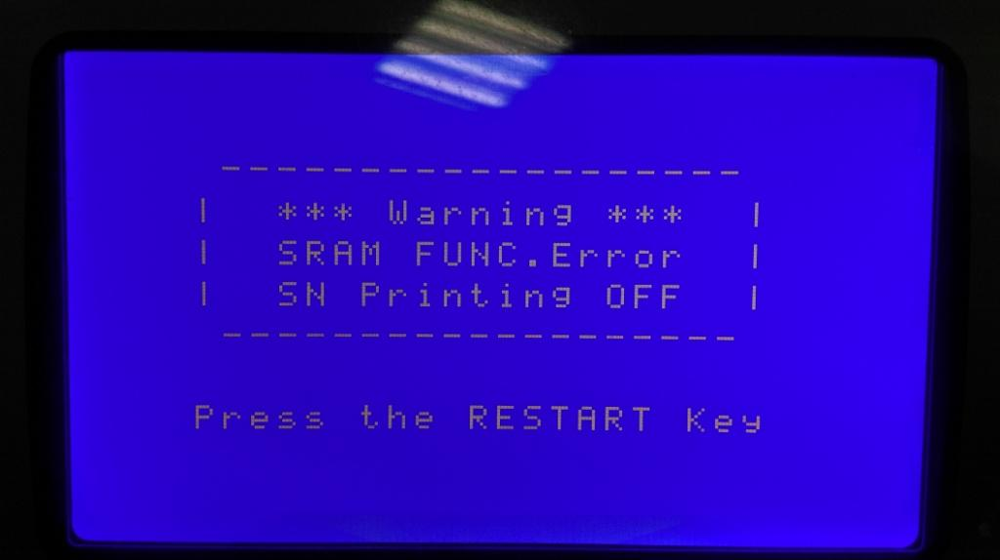 *** Warning ***
SRAM FUNC.Error
SN Printing OFF
Press the RESTART Key